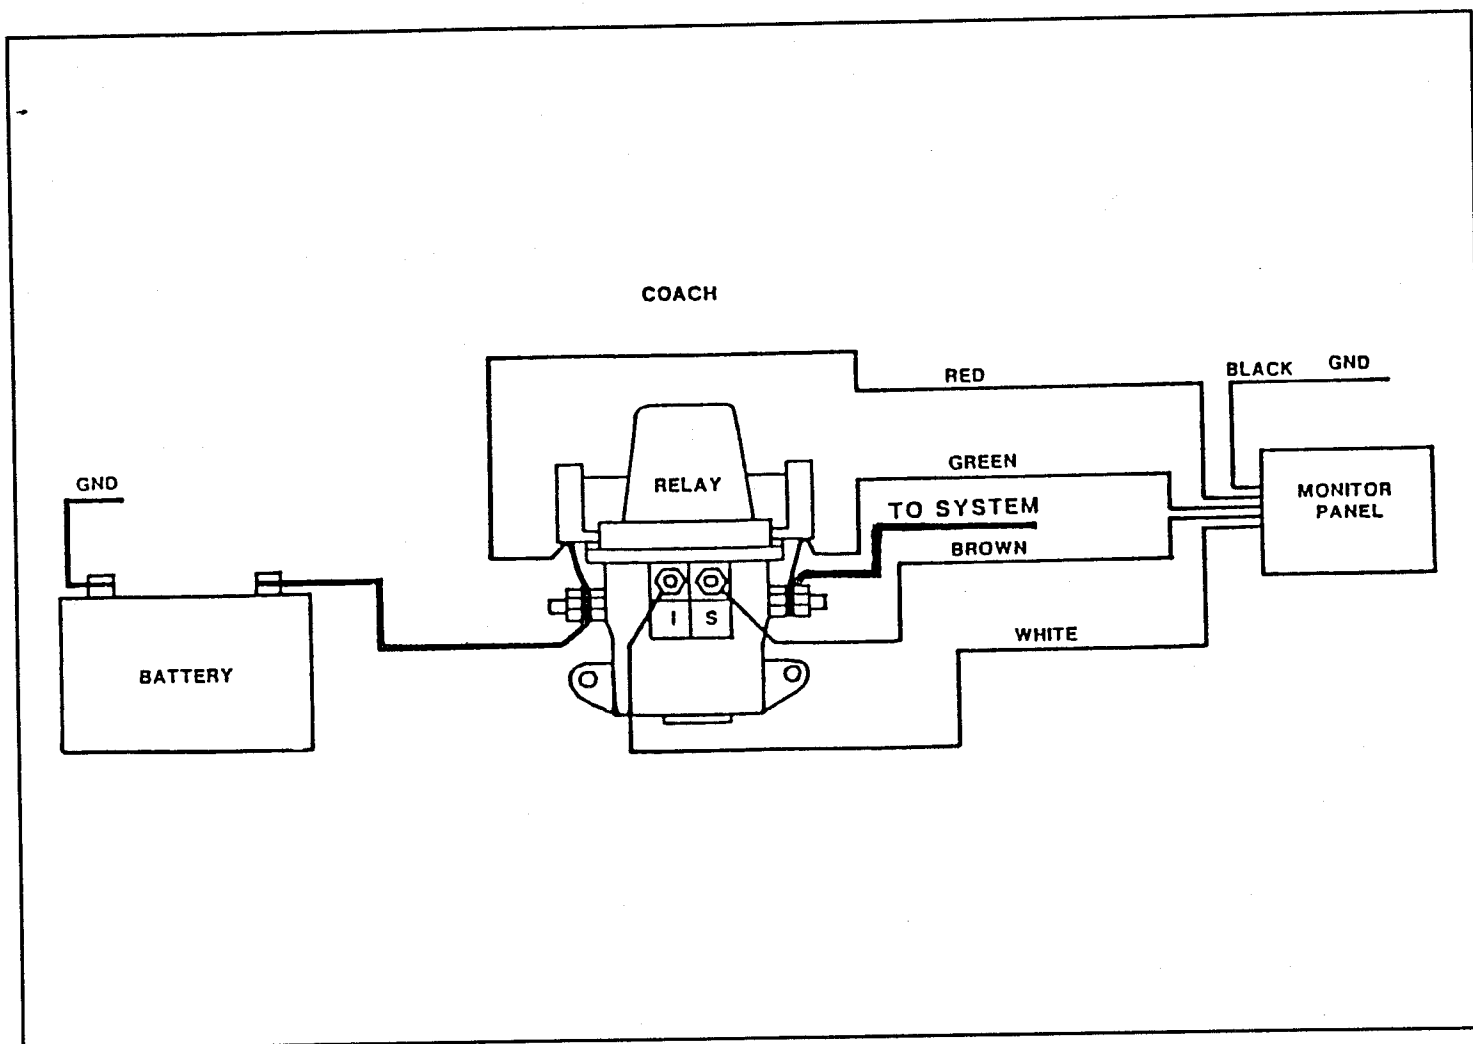 COACH
RED
BLACK GND
GREEN
GND
RELAY
MONITOR
PANEL
TO SYSTEM
BROWN
I S
WHITE
BATTERY